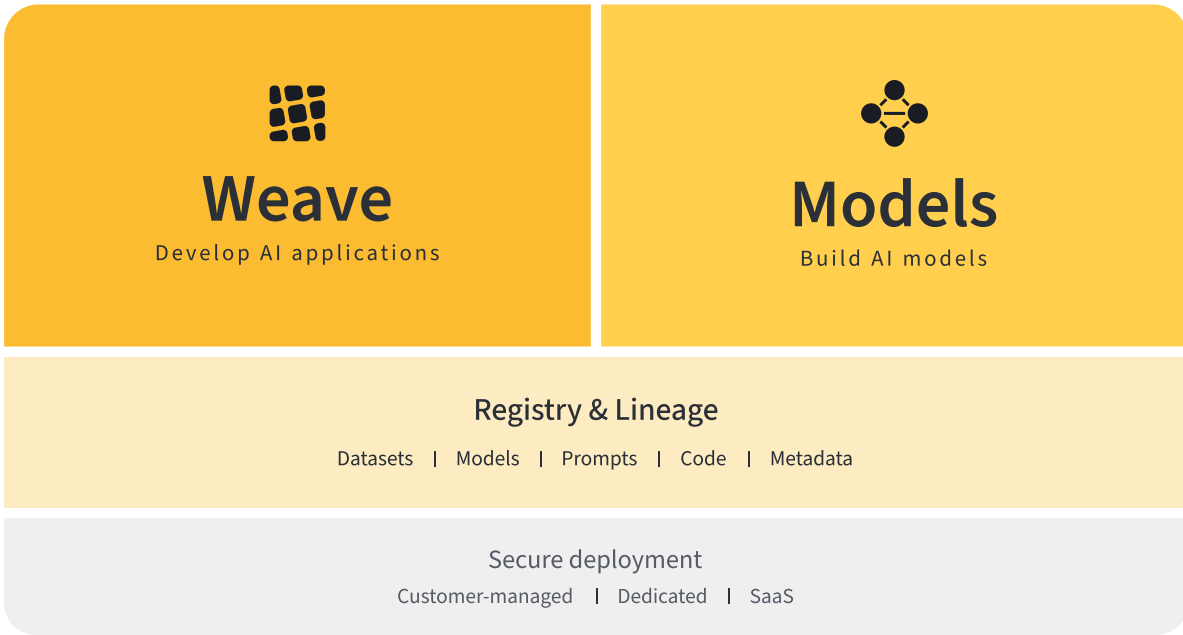 Weave
Develop AI applications
Models
Build AI models
Registry & Lineage
Datasets | Models | Prompts | Code | Metadata
Secure deployment
Customer-managed | Dedicated | SaaS